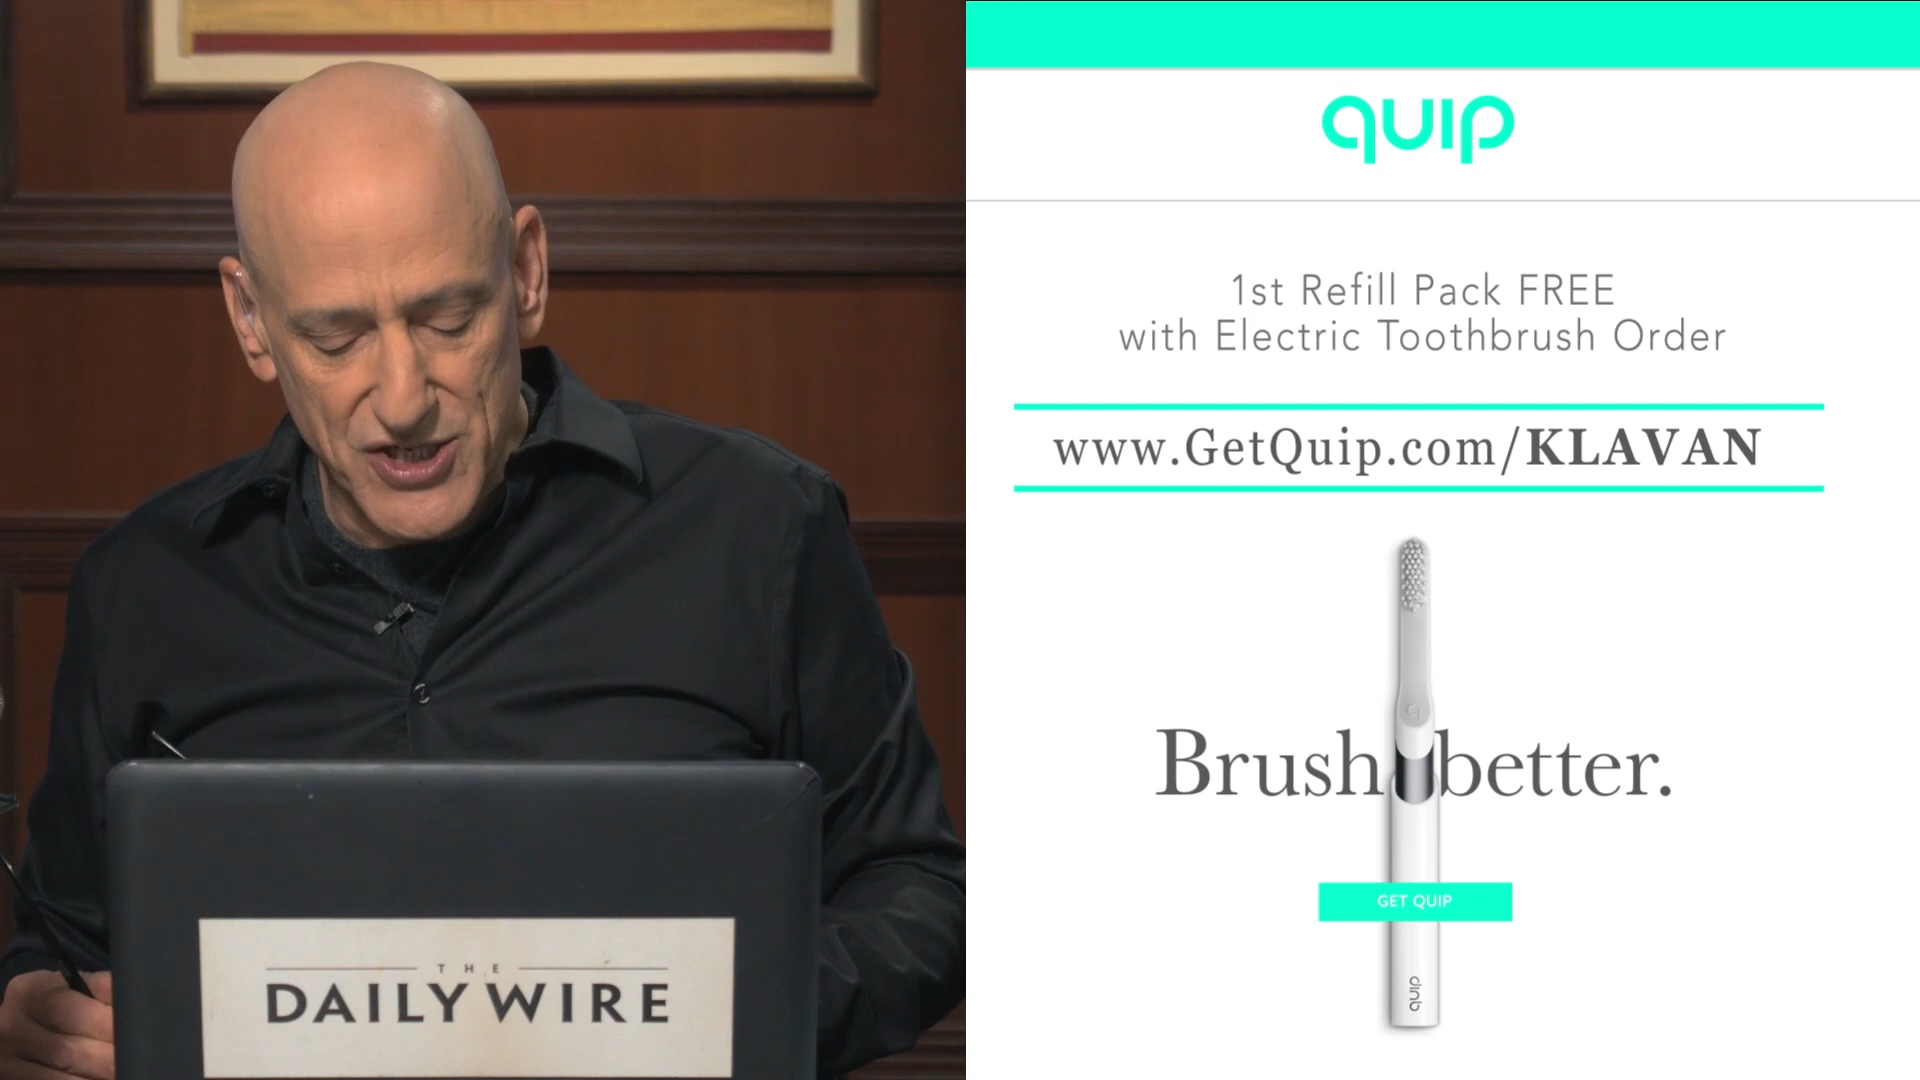 THE
DAILY WIRE
quip
1st Refill Pack FREE
with Electric Toothbrush Order
www.GetQuip.com/KLAVAN
Brush better.
GET QUIP
quip